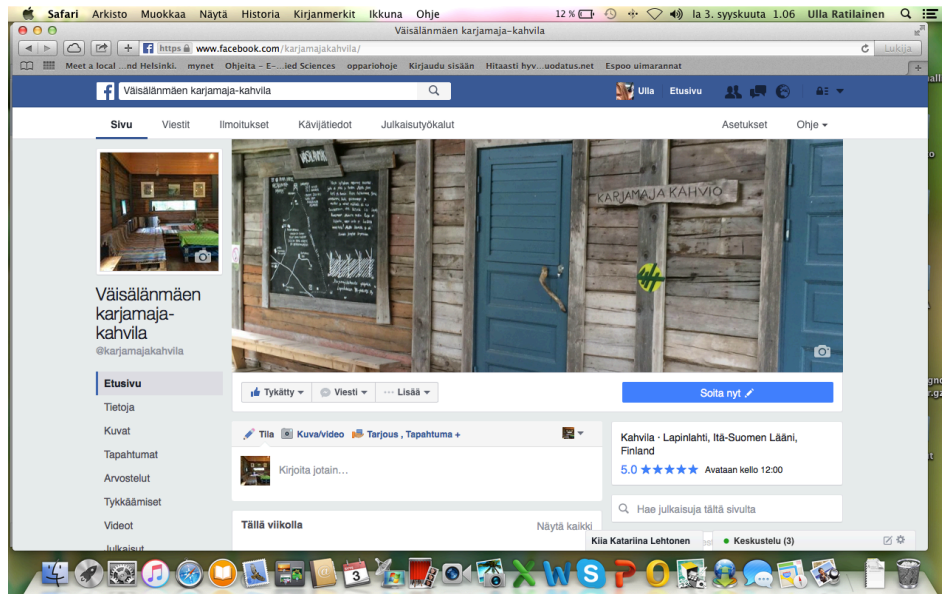 Safari Arkisto Muokkaa Näytä Historia Kirjanmerkit Ikkuna Ohje 12 % la 3. syyskuuta 1.06 Ulla Ratilainen
Väisälänmäen karjamaja-kahvila
https www.facebook.com/karjamajakahvila/ Lukija
Meet a local ...nd Helsinki. mynet Ohjeita – E-...ied Sciences oppariohoje Kirjaudu sisään Hitaasti hyv...uodatus.net Espoo uimarannat
Väisälänmäen karjamaja-kahvila Ulla Etusivu
Sivu Viestit Ilmoitukset Kävijätiedot Julkaisutyökalut Asetukset Ohje
KARJAMAJA KAHVIO
Väisälänmäen
karjamaja-
kahvila
@karjamajakahvila
Etusivu
Tietoja
Kuvat
Tapahtumat
Arvostelut
Tykkäämiset
Videot
Julkaisut
Tykätty Viesti Lisää Soita nyt
Tila Kuva/video Tarjous , Tapahtuma +
Kirjoita jotain...
Tällä viikolla Näytä kaikki
Kahvila · Lapinlahti, Itä-Suomen Lääni,
Finland
5.0 ★★★★★ Avataan kello 12:00
Hae julkaisuja tältä sivulta
Kiia Katariina Lehtonen Keskustelu (3)